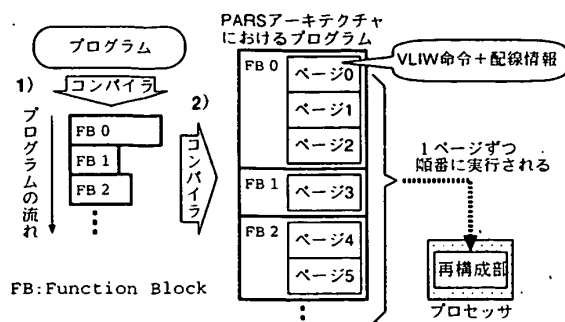 プログラム
1)
コンパイラ
プログラムの流れ
FB 0
FB 1
FB 2
FB:Function Block
2)
コンパイラ
PARSアーキテクチャ
におけるプログラム
FB 0
ページ0
ページ1
ページ2
FB 1
ページ3
FB 2
ページ4
ページ5
VLIW命令+配線情報
1ページずつ
順番に実行される
再構成部
プロセッサ